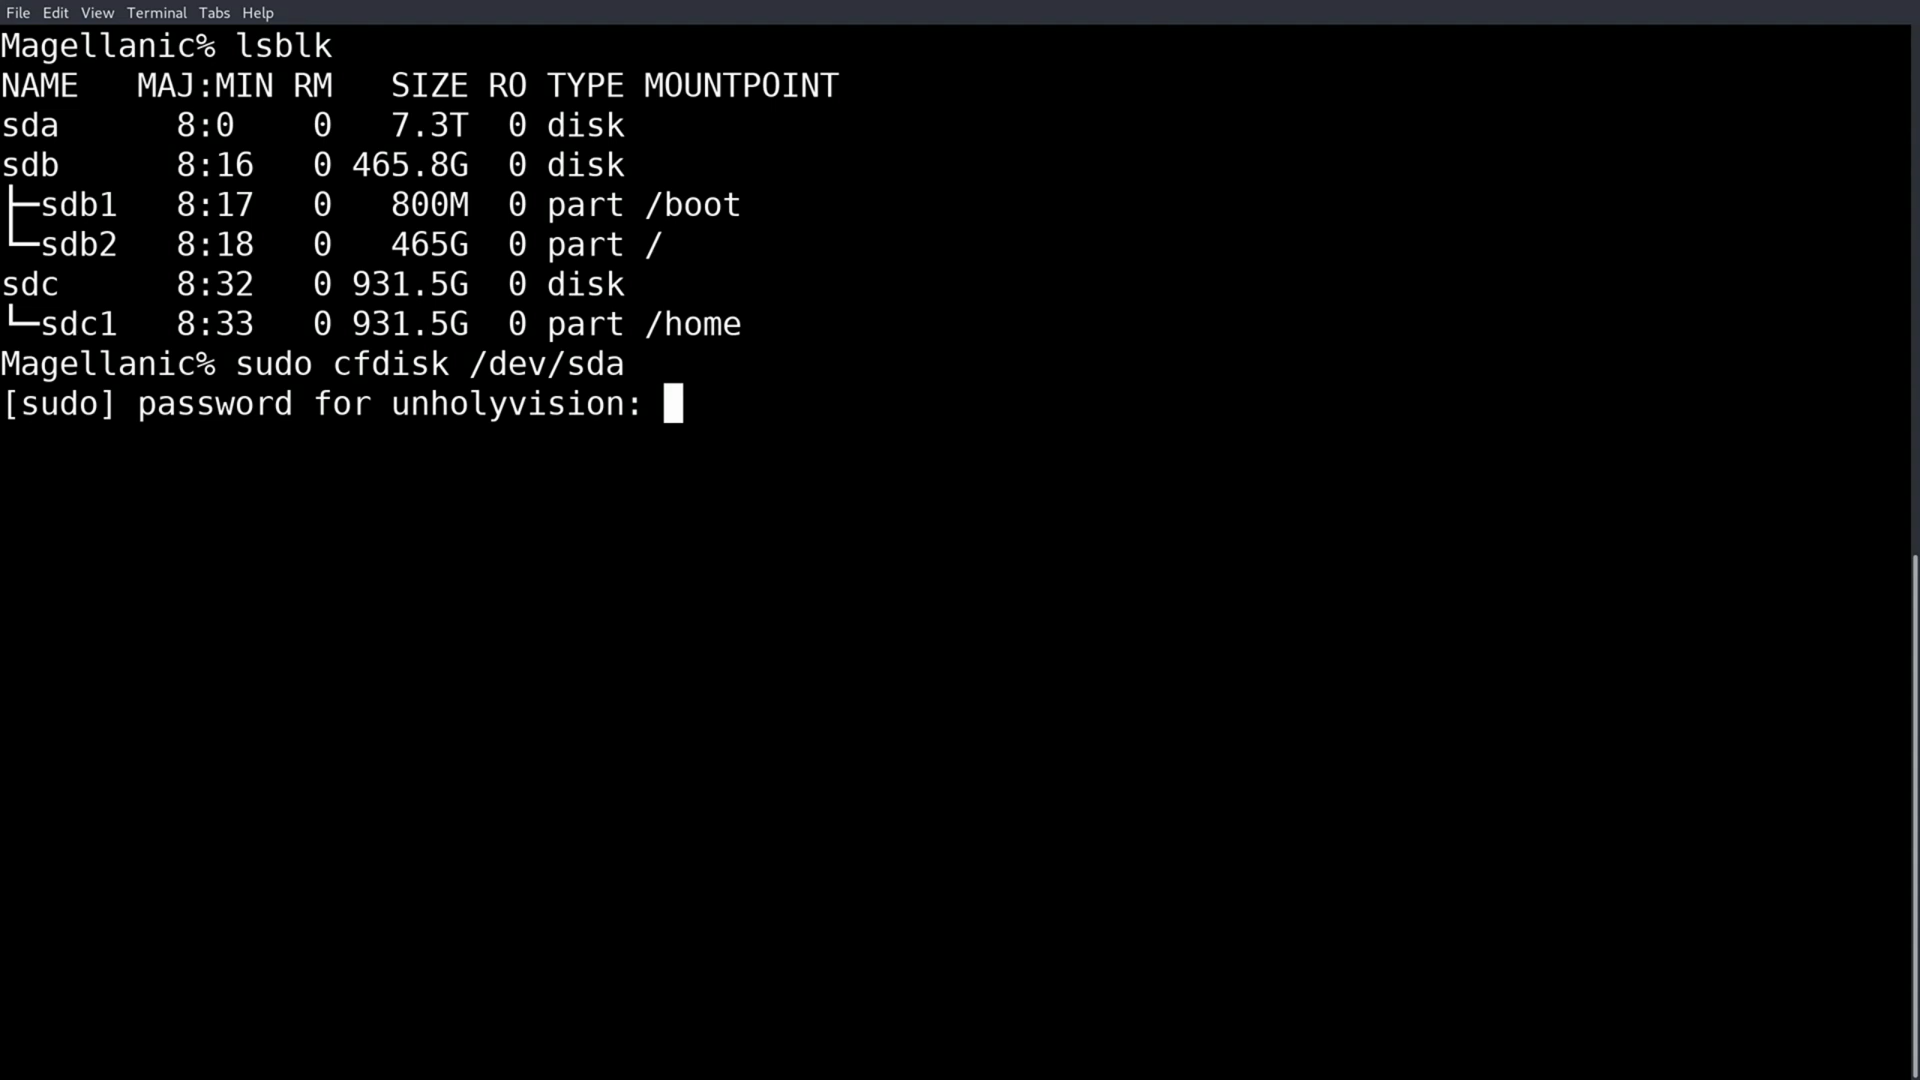 File Edit View Terminal Tabs Help
Magellanic% lsblk
NAME   MAJ:MIN RM   SIZE RO TYPE MOUNTPOINT
sda      8:0    0   7.3T  0 disk
sdb      8:16   0 465.8G  0 disk
├─sdb1   8:17   0   800M  0 part /boot
└─sdb2   8:18   0   465G  0 part /
sdc      8:32   0 931.5G  0 disk
└─sdc1   8:33   0 931.5G  0 part /home
Magellanic% sudo cfdisk /dev/sda
[sudo] password for unholyvision: